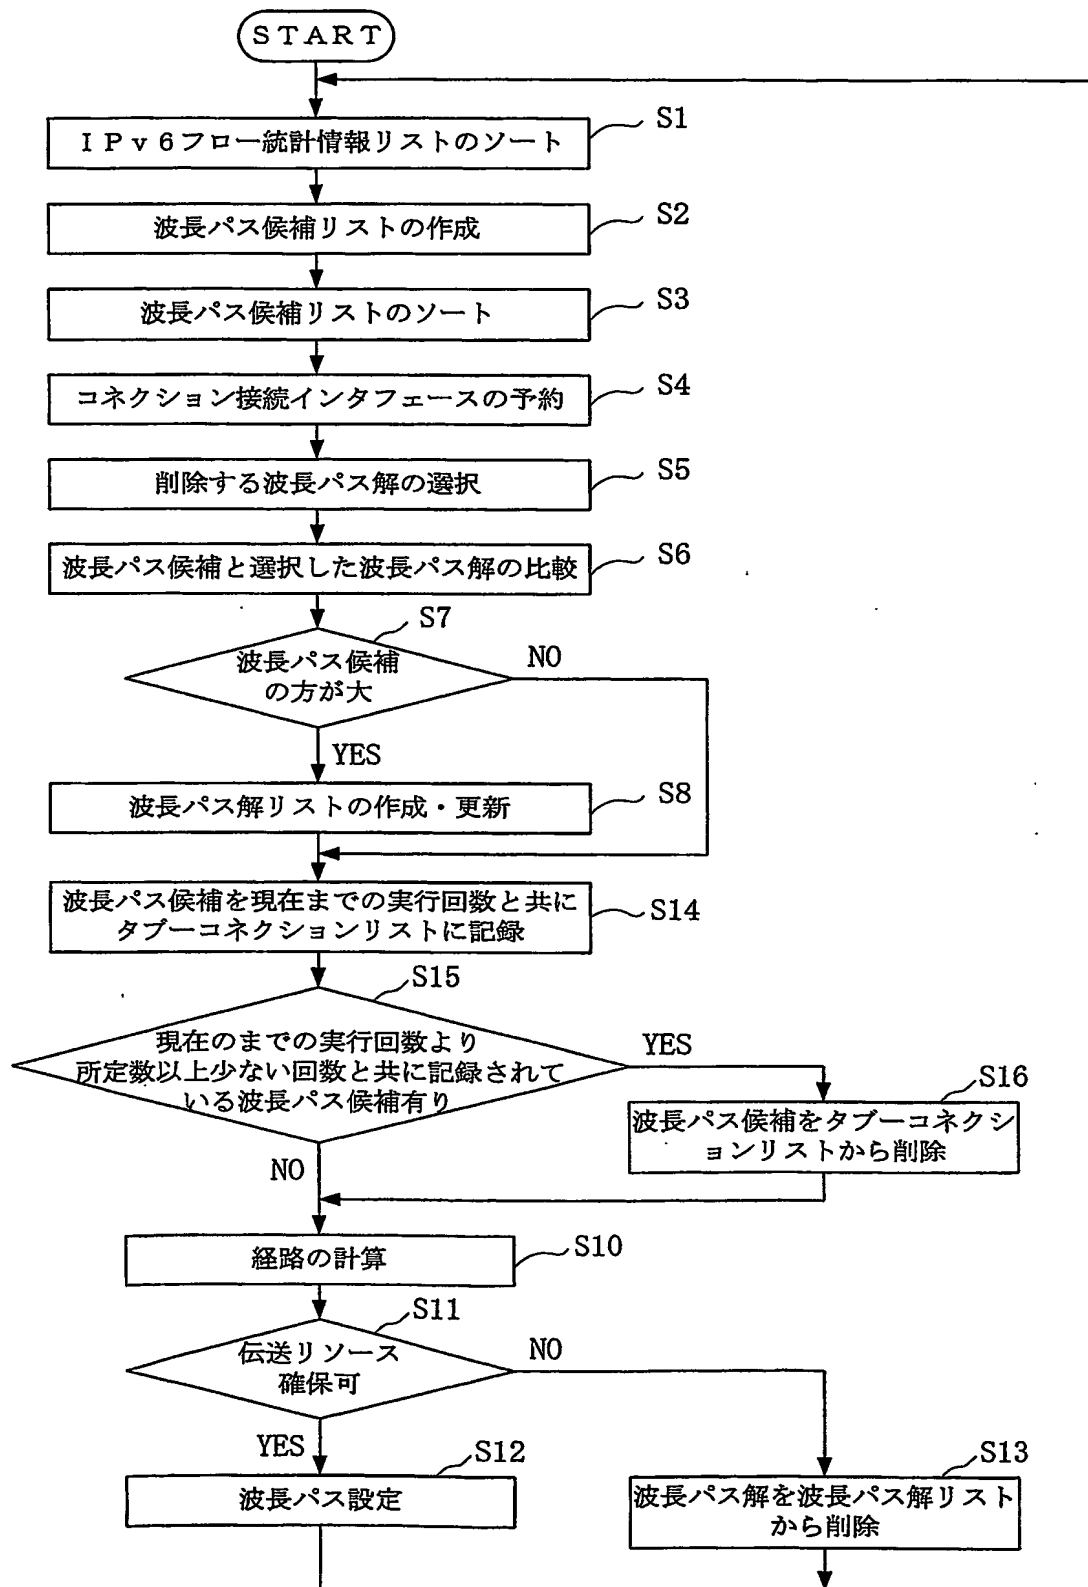 START
S1
IPv6フロー統計情報リストのソート
S2
波長パス候補リストの作成
S3
波長パス候補リストのソート
S4
コネクション接続インタフェースの予約
S5
削除する波長パス解の選択
S6
波長パス候補と選択した波長パス解の比較
S7
波長パス候補
の方が大
NO
YES
S8
波長パス解リストの作成・更新
波長パス候補を現在までの実行回数と共に
タブーコネクションリストに記録
S14
S15
現在のまでの実行回数より
所定数以上少ない回数と共に記録されて
いる波長パス候補有り
YES
S16
波長パス候補をタブーコネクシ
ョンリストから削除
NO
経路の計算
S10
S11
伝送リソース
確保可
NO
YES
S12
波長パス設定
S13
波長パス解を波長パス解リスト
から削除